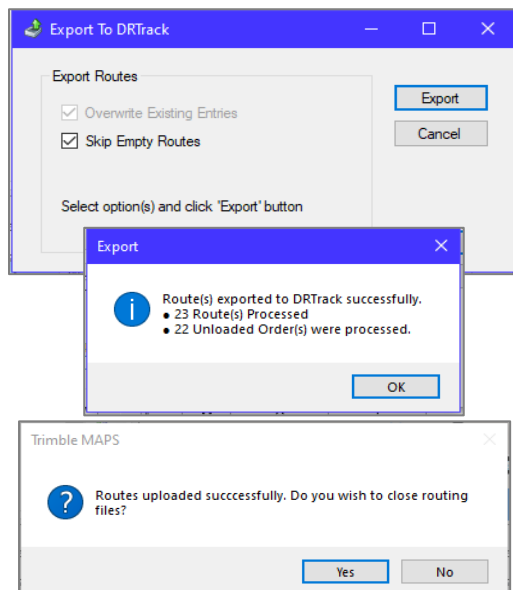 Export To DRTrack
Export Routes
Overwrite Existing Entries
Skip Empty Routes
Select option(s) and click 'Export' button
Export
Cancel
Export
Route(s) exported to DRTrack successfully.
● 23 Route(s) Processed
● 22 Unloaded Order(s) were processed.
OK
Trimble MAPS
Routes uploaded succcessfully. Do you wish to close routing
files?
Yes
No